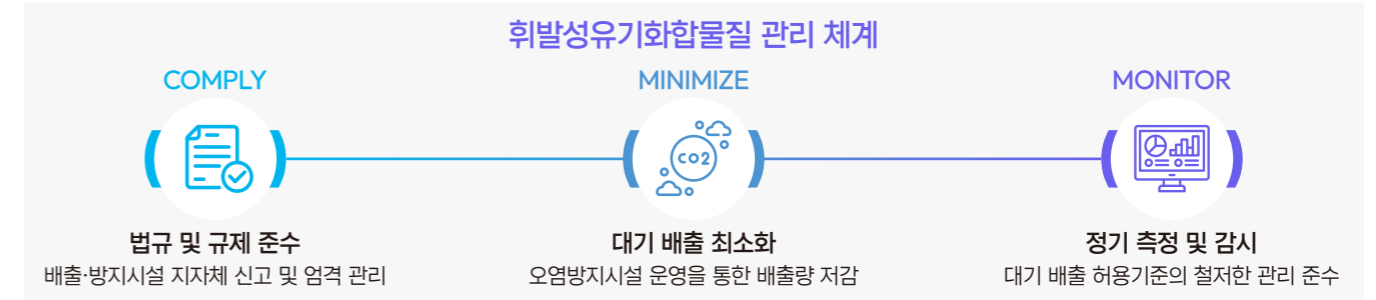 휘발성유기화합물질 관리 체계
COMPLY
MINIMIZE
MONITOR
CO2
법규 및 규제 준수
대기 배출 최소화
정기 측정 및 감시
배출·방지시설 지자체 신고 및 엄격 관리
오염방지시설 운영을 통한 배출량 저감
대기 배출 허용기준의 철저한 관리 준수